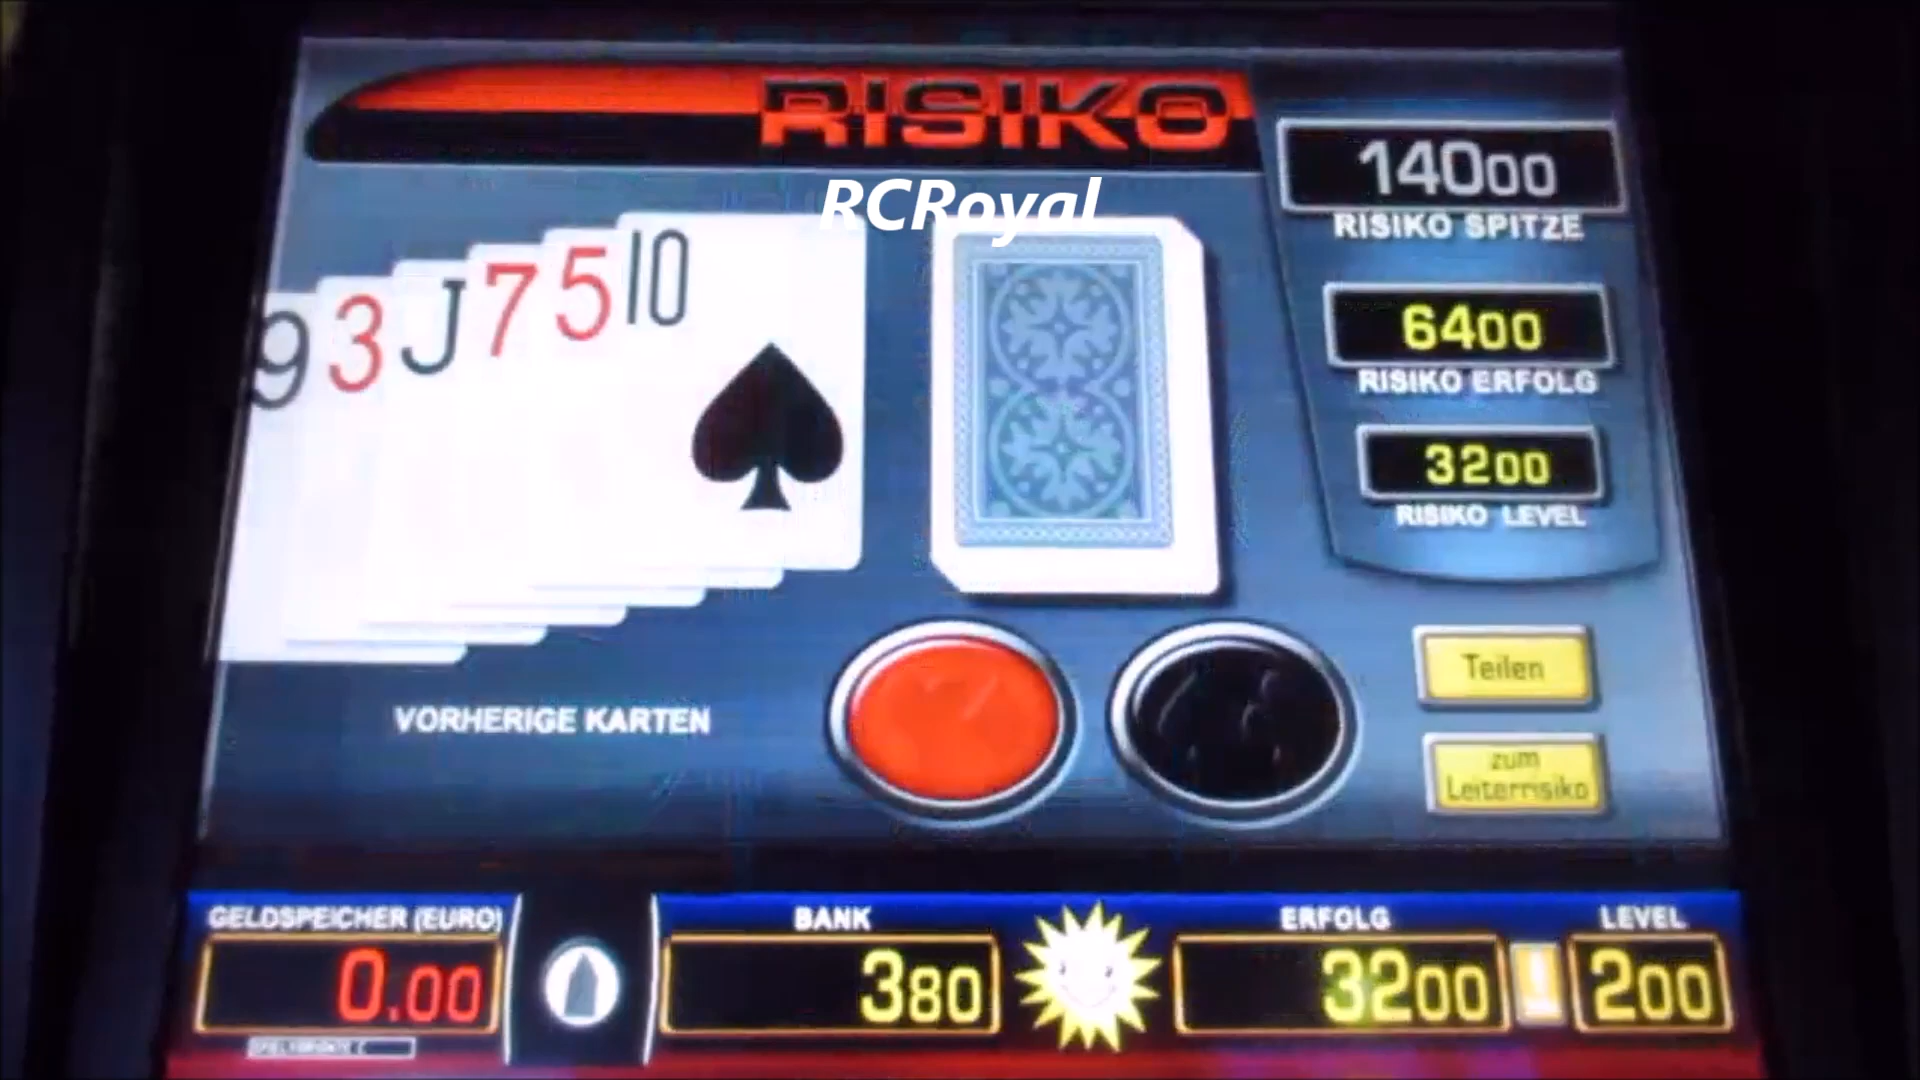 RISIKO
RCRoyal
14000
RISIKO SPITZE
6400
RISIKO ERFOLG
3200
RISIKO LEVEL
9 3 J 7 5 10
VORHERIGE KARTEN
Teilen
zum
Leiterrisiko
GELDSPEICHER (EURO)
0.00
BANK
380
ERFOLG
3200
LEVEL
200